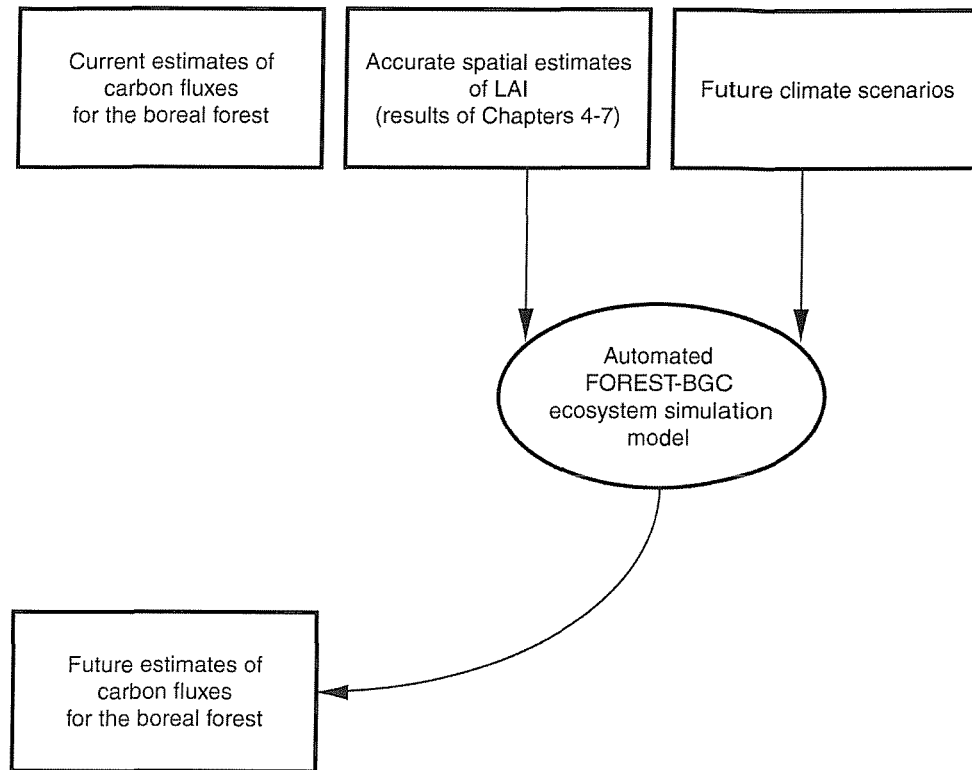 Current estimates of
carbon fluxes
for the boreal forest
Accurate spatial estimates
of LAI
(results of Chapters 4-7)
Future climate scenarios
Automated
FOREST-BGC
ecosystem simulation
model
Future estimates of
carbon fluxes
for the boreal forest